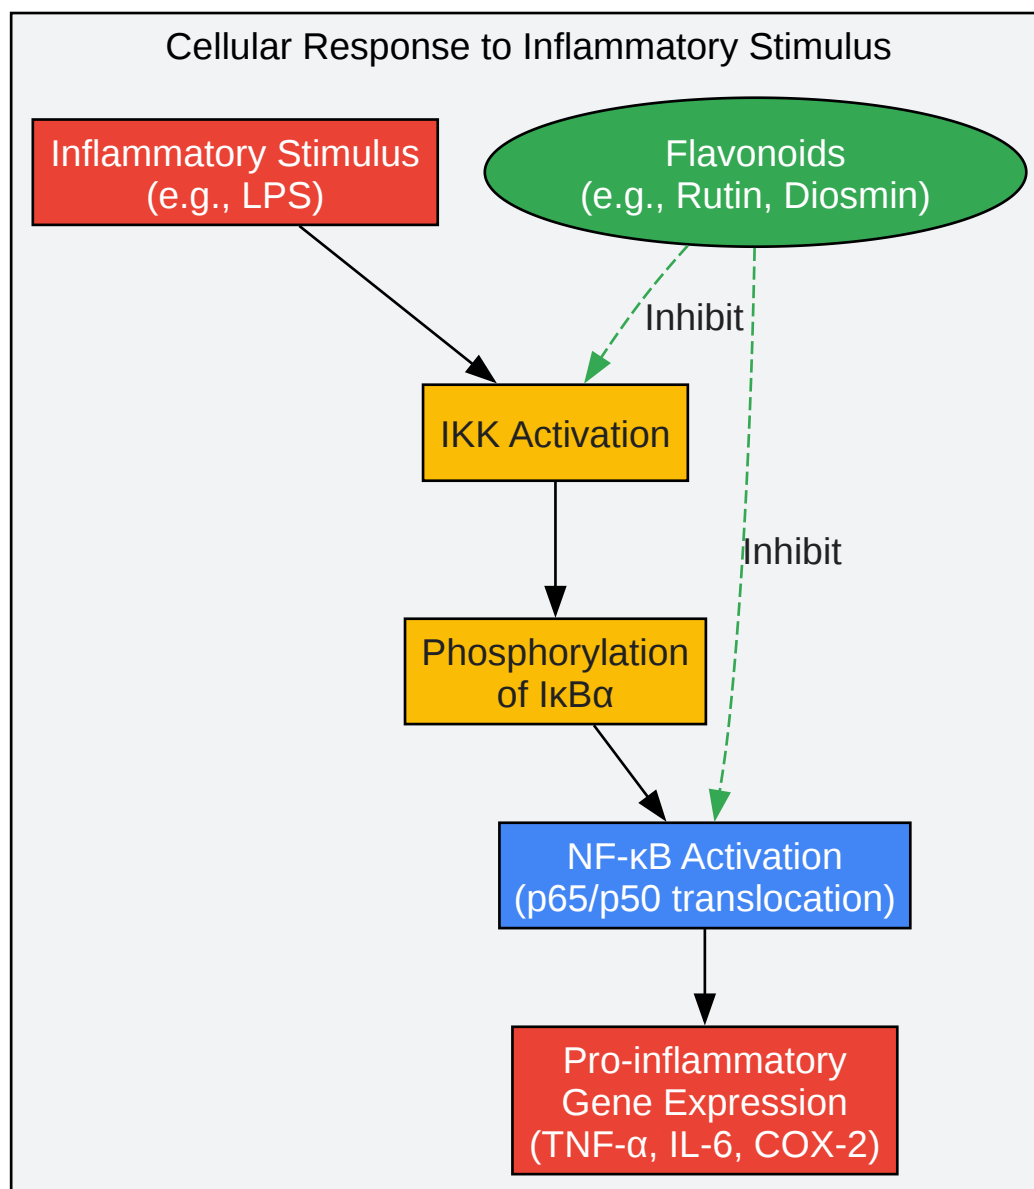 Cellular Response to Inflammatory Stimulus
Inflammatory Stimulus
(e.g., LPS)
Flavonoids
(e.g., Rutin, Diosmin)
Inhibit
IKK Activation
Inhibit
Phosphorylation
of IκBα
NF-κB Activation
(p65/p50 translocation)
Pro-inflammatory
Gene Expression
(TNF-α, IL-6, COX-2)